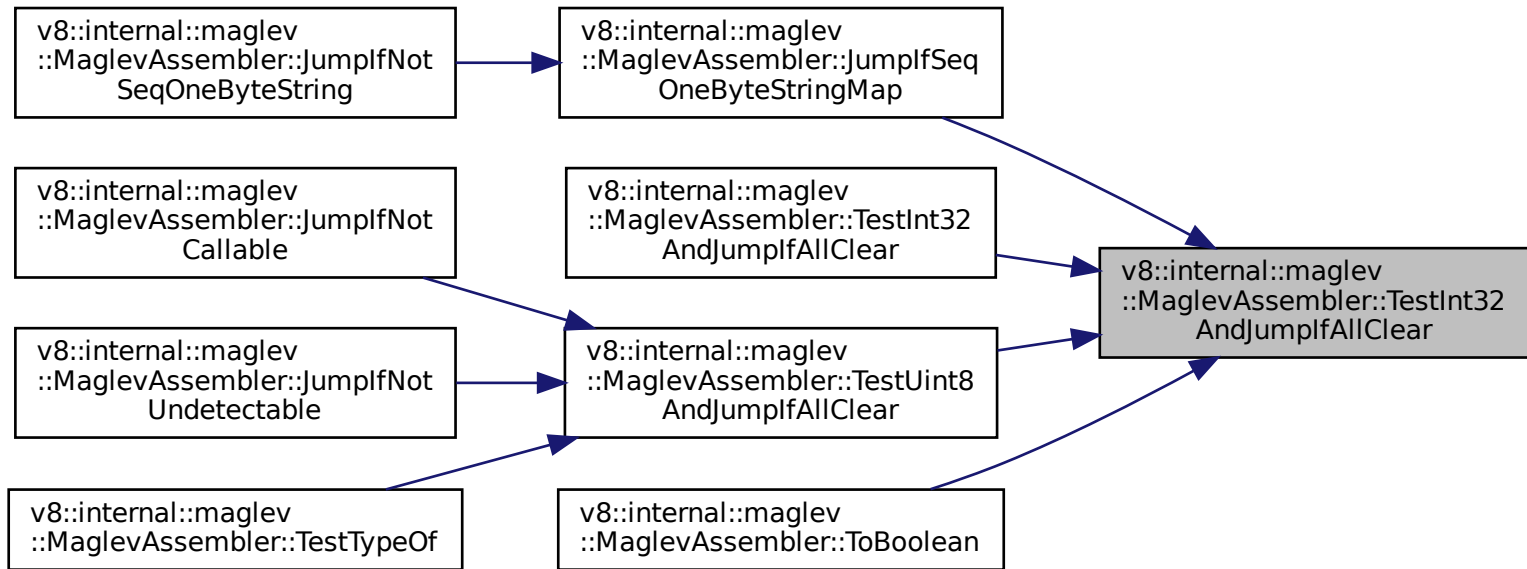 v8::internal::maglev
::MaglevAssembler::JumpIfNot
SeqOneByteString
v8::internal::maglev
::MaglevAssembler::JumpIfSeq
OneByteStringMap
v8::internal::maglev
::MaglevAssembler::JumpIfNot
Callable
v8::internal::maglev
::MaglevAssembler::TestInt32
AndJumpIfAllClear
v8::internal::maglev
::MaglevAssembler::TestInt32
AndJumpIfAllClear
v8::internal::maglev
::MaglevAssembler::JumpIfNot
Undetectable
v8::internal::maglev
::MaglevAssembler::TestUint8
AndJumpIfAllClear
v8::internal::maglev
::MaglevAssembler::TestTypeOf
v8::internal::maglev
::MaglevAssembler::ToBoolean